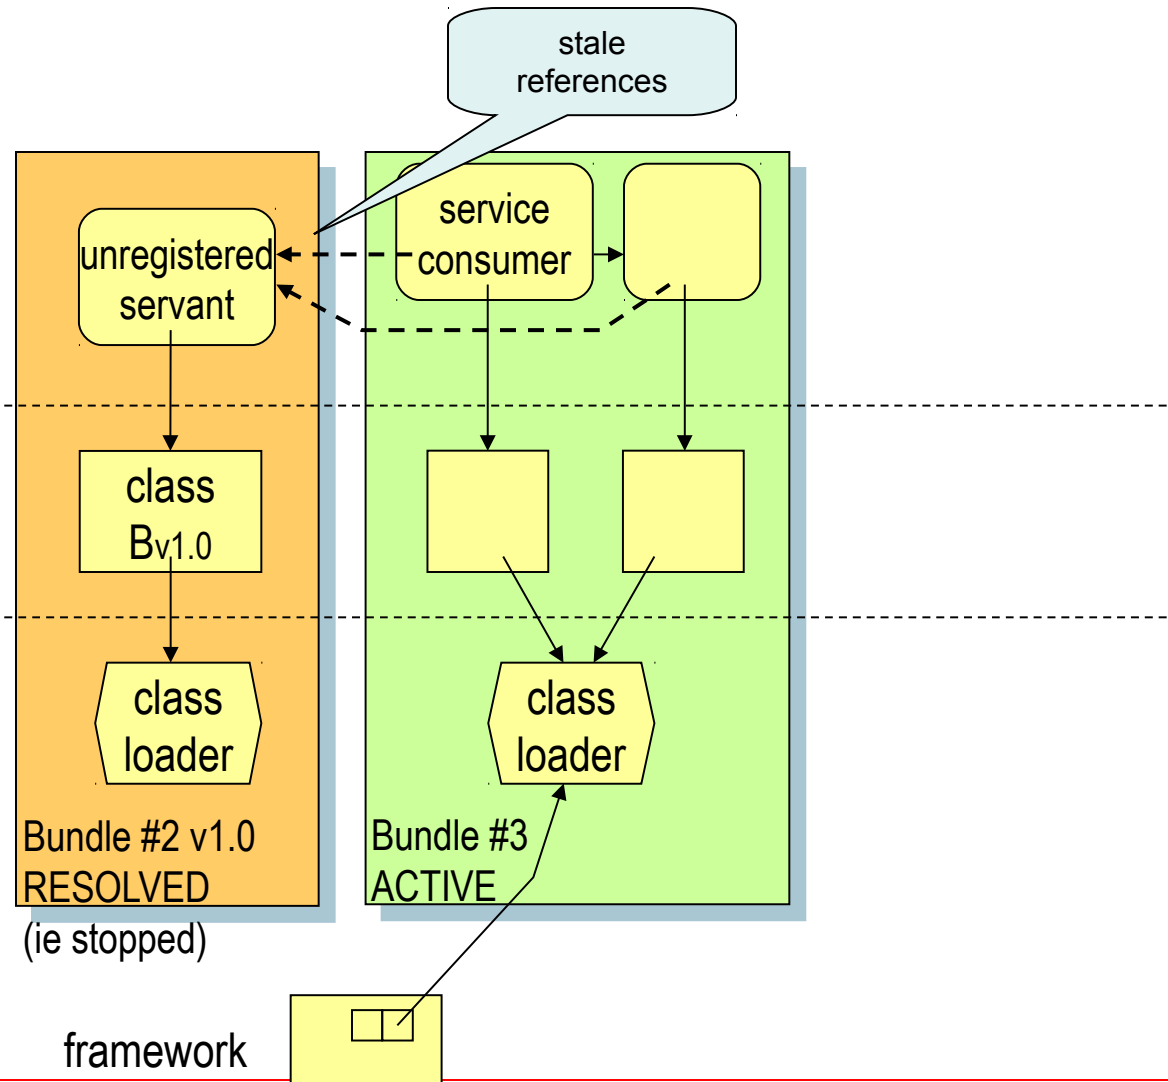 stale
references
unregistered
servant
service
consumer
class
Bv1.0
class
loader
class
loader
Bundle #2 v1.0
RESOLVED
(ie stopped)
Bundle #3
ACTIVE
framework